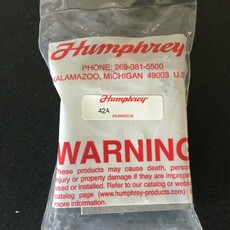 Humphrey
PHONE: 269-381-5500
KALAMAZOO, MICHIGAN 49003 U.S
Humphrey
42A
WARNING
These products may cause death, person
injury or property damage if they are imprope
used or installed. Refer to our catalog or websit
catalog page (www.humphrey-products.com) f
more information.